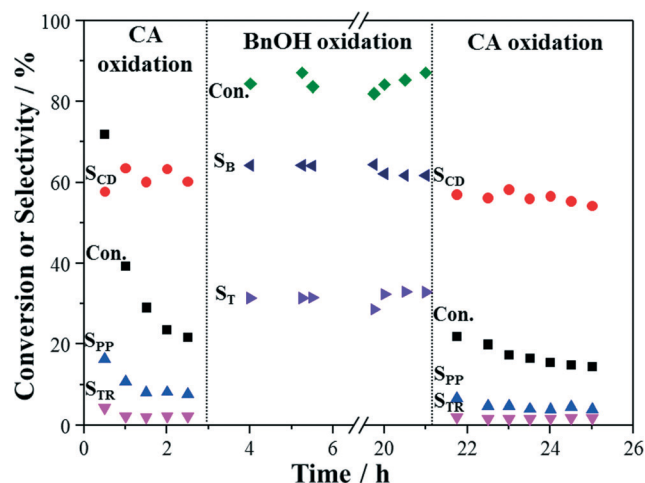 CA
oxidation
BnOH oxidation
CA oxidation
Conversion or Selectivity / %
100
80
60
40
20
0
Con.
S_CD
S_B
S_CD
Con.
S_T
Con.
S_PP
S_PP
S_TR
S_TR
0 2 4 6 20 22 24 26
Time / h